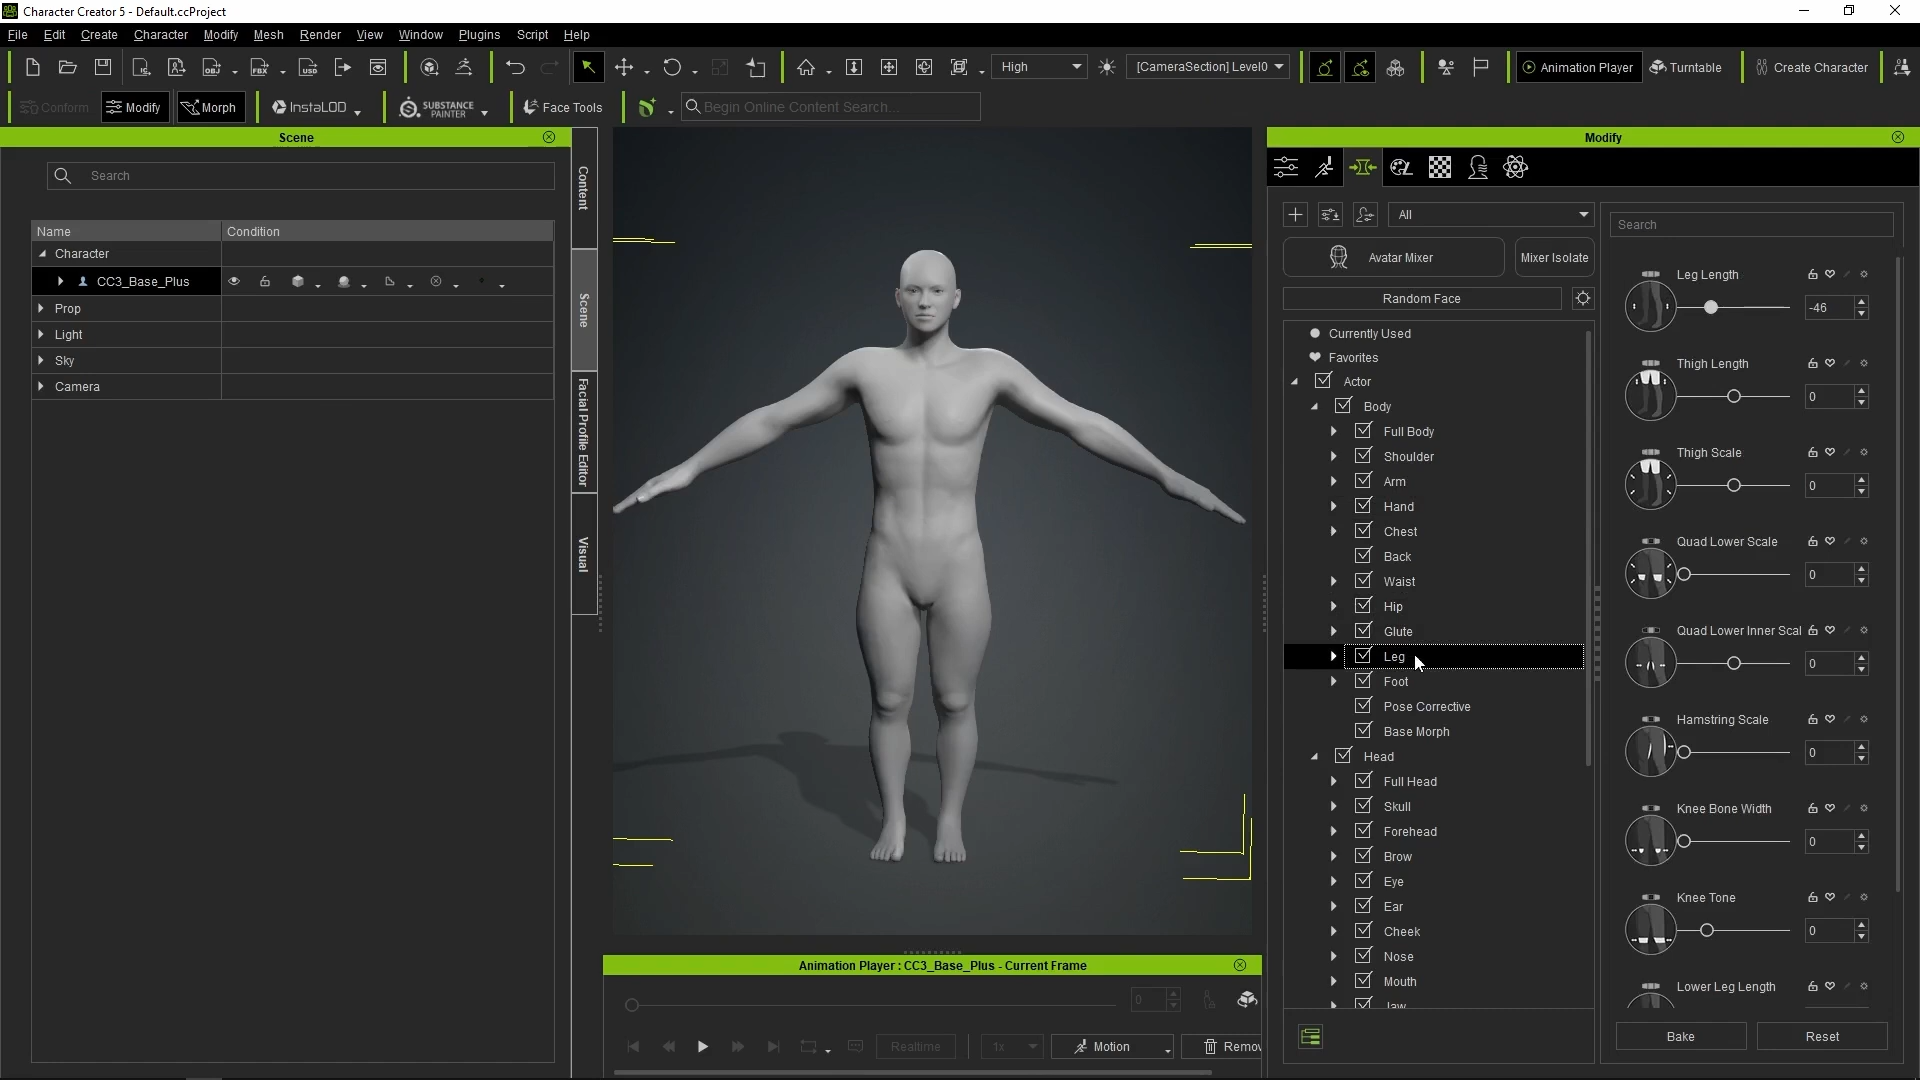 Character Creator 5 - Default.ccProject
File Edit Create Character Modify Mesh Render View Window Plugins Script Help
High
[CameraSection] Level0
Animation Player
Turntable
Create Character
Conform
Modify
Morph
InstaLOD
SUBSTANCE
PAINTER
Face Tools
Begin Online Content Search...
Scene
Search
Name Condition
Character
CC3_Base_Plus
Prop
Light
Sky
Camera
Content
Scene
Facial Profile Editor
Visual
Animation Player : CC3_Base_Plus - Current Frame
0
Realtime
1x
Motion
Remov
Modify
All
Avatar Mixer
Mixer Isolate
Random Face
Currently Used
Favorites
Actor
Body
Full Body
Shoulder
Arm
Hand
Chest
Back
Waist
Hip
Glute
Leg
Foot
Pose Corrective
Base Morph
Head
Full Head
Skull
Forehead
Brow
Eye
Ear
Cheek
Nose
Mouth
Jaw
Search
Leg Length
-46
Thigh Length
0
Thigh Scale
0
Quad Lower Scale
0
Quad Lower Inner Scal
0
Hamstring Scale
0
Knee Bone Width
0
Knee Tone
0
Lower Leg Length
Bake
Reset